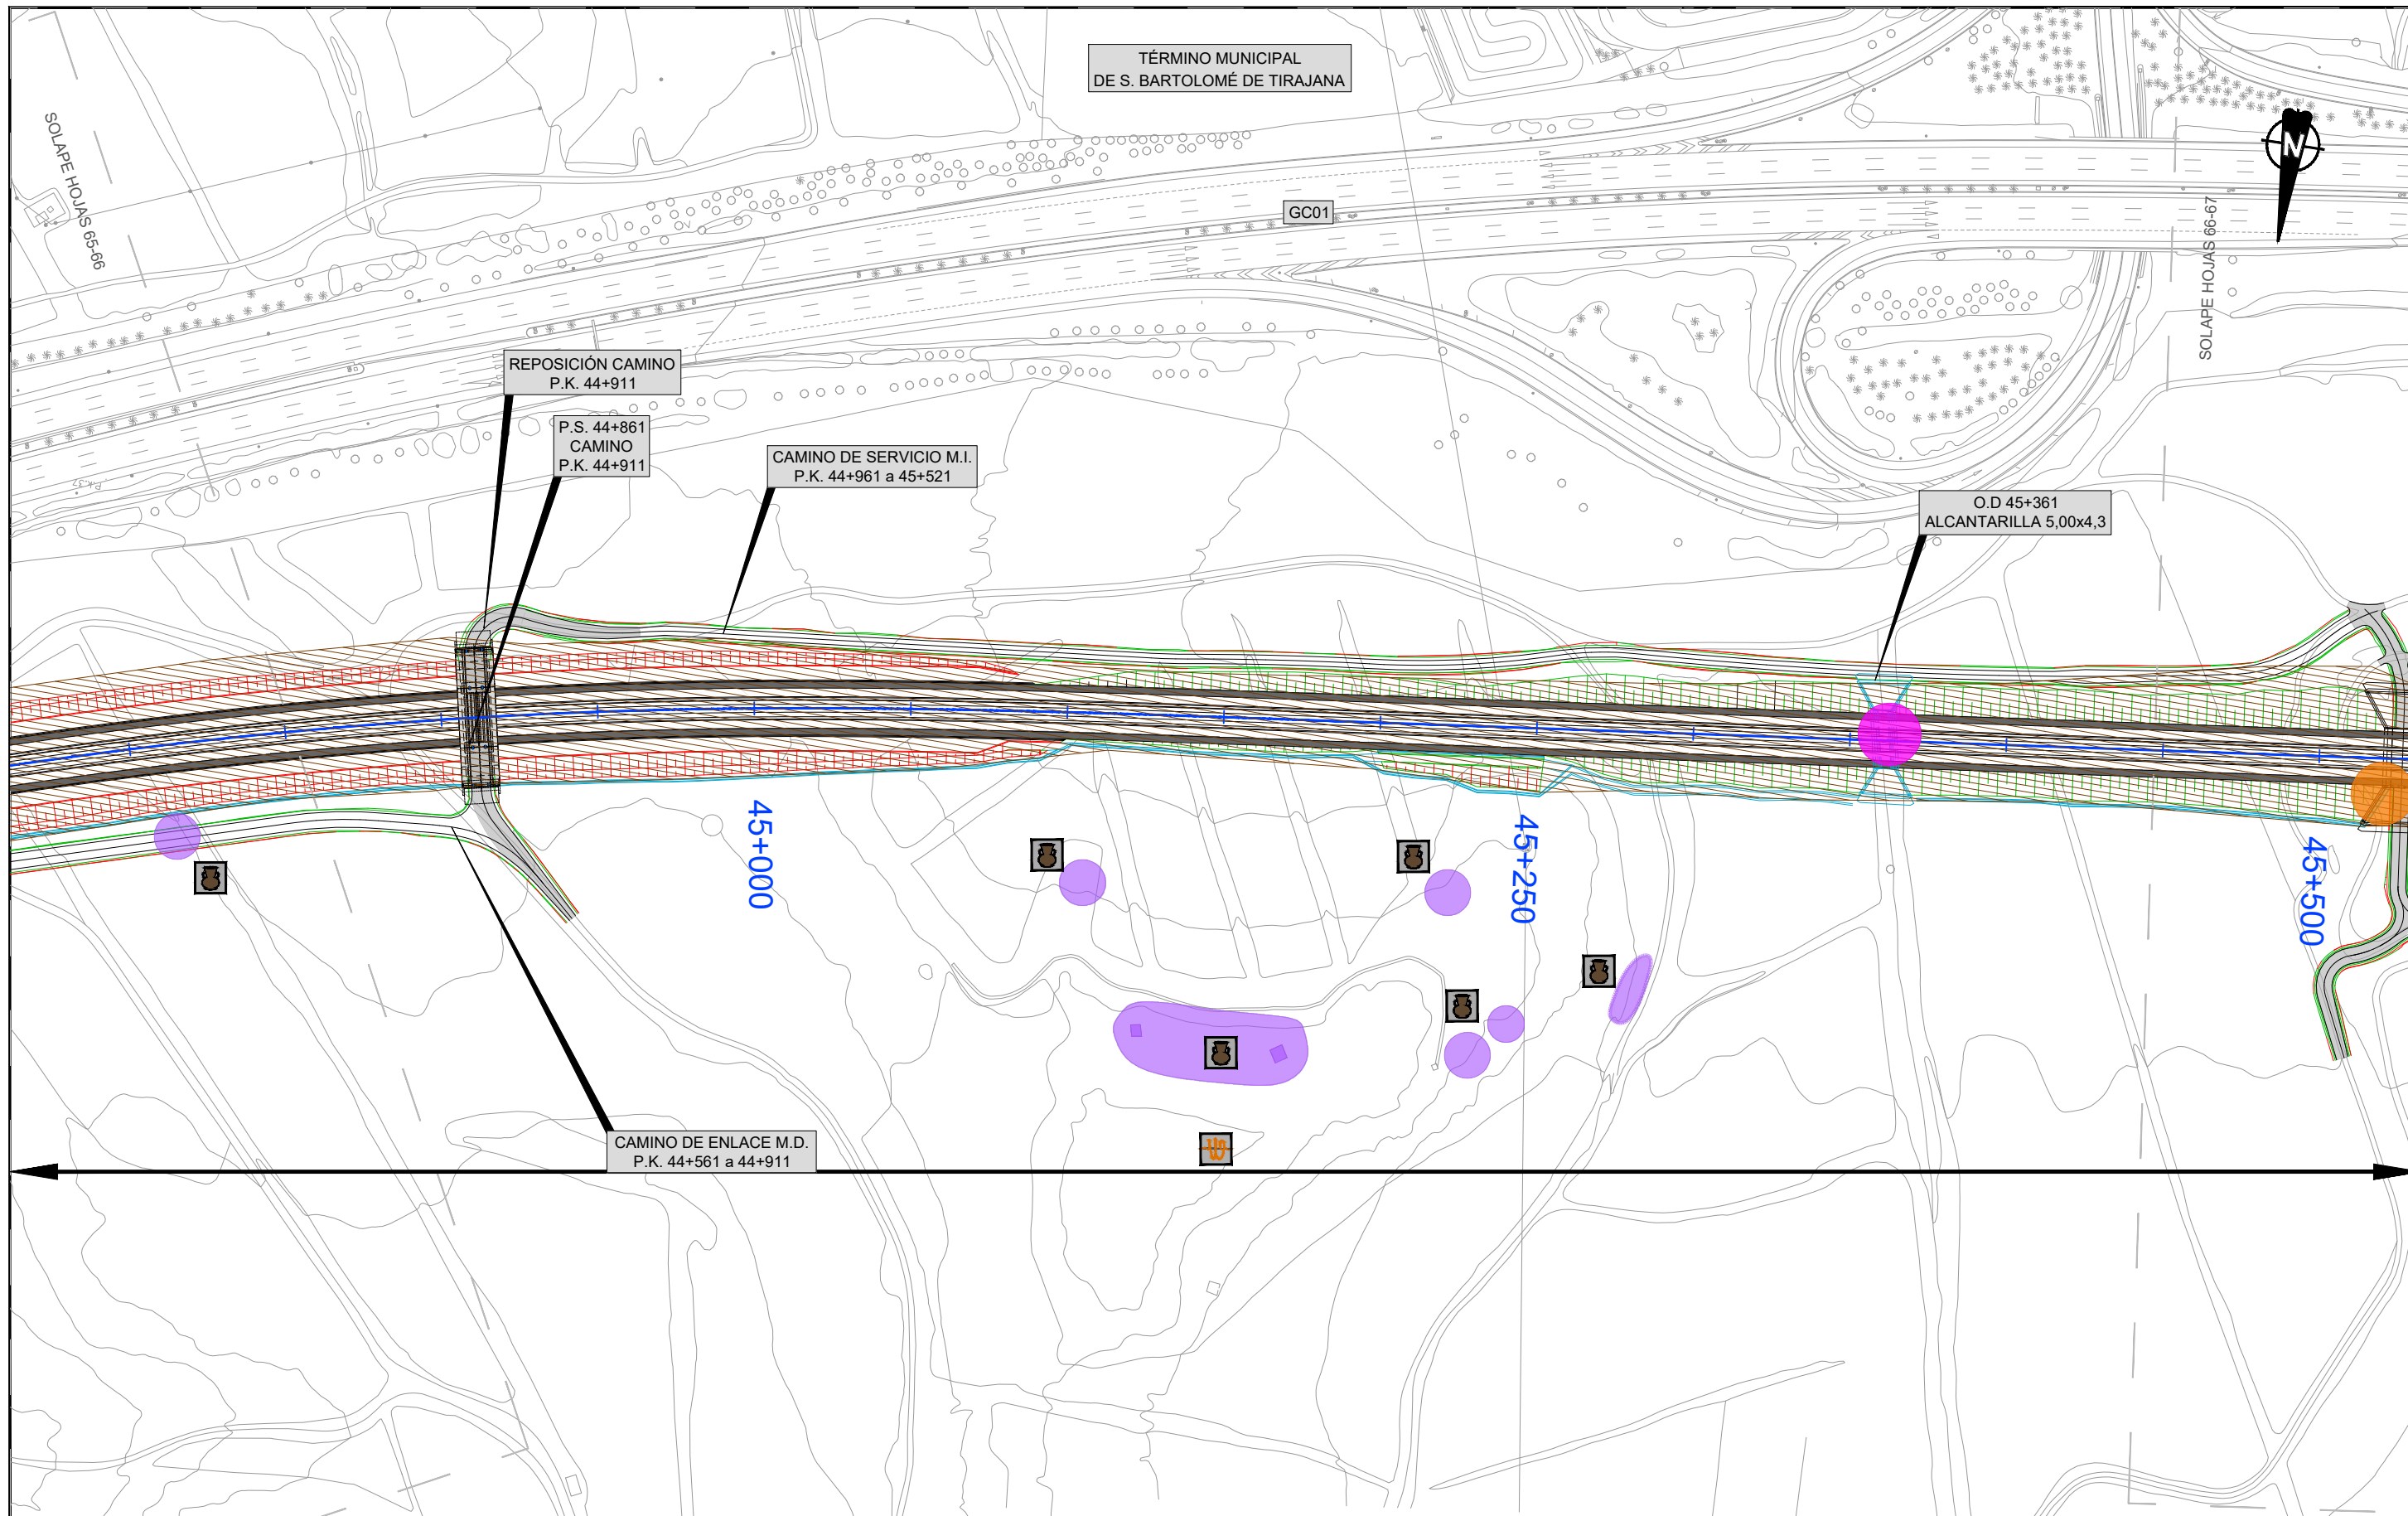 TÉRMINO MUNICIPAL
DE S. BARTOLOMÉ DE TIRAJANA
SOLAPE HOJAS 65-66
N
GC01
SOLAPE HOJAS 66-67
REPOSICIÓN CAMINO
P.K. 44+911
P.S. 44+861
CAMINO
P.K. 44+911
CAMINO DE SERVICIO M.I.
P.K. 44+961 a 45+521
P.K.37
O.D 45+361
ALCANTARILLA 5,00x4,3
45+000
45+250
45+500
CAMINO DE ENLACE M.D.
P.K. 44+561 a 44+911